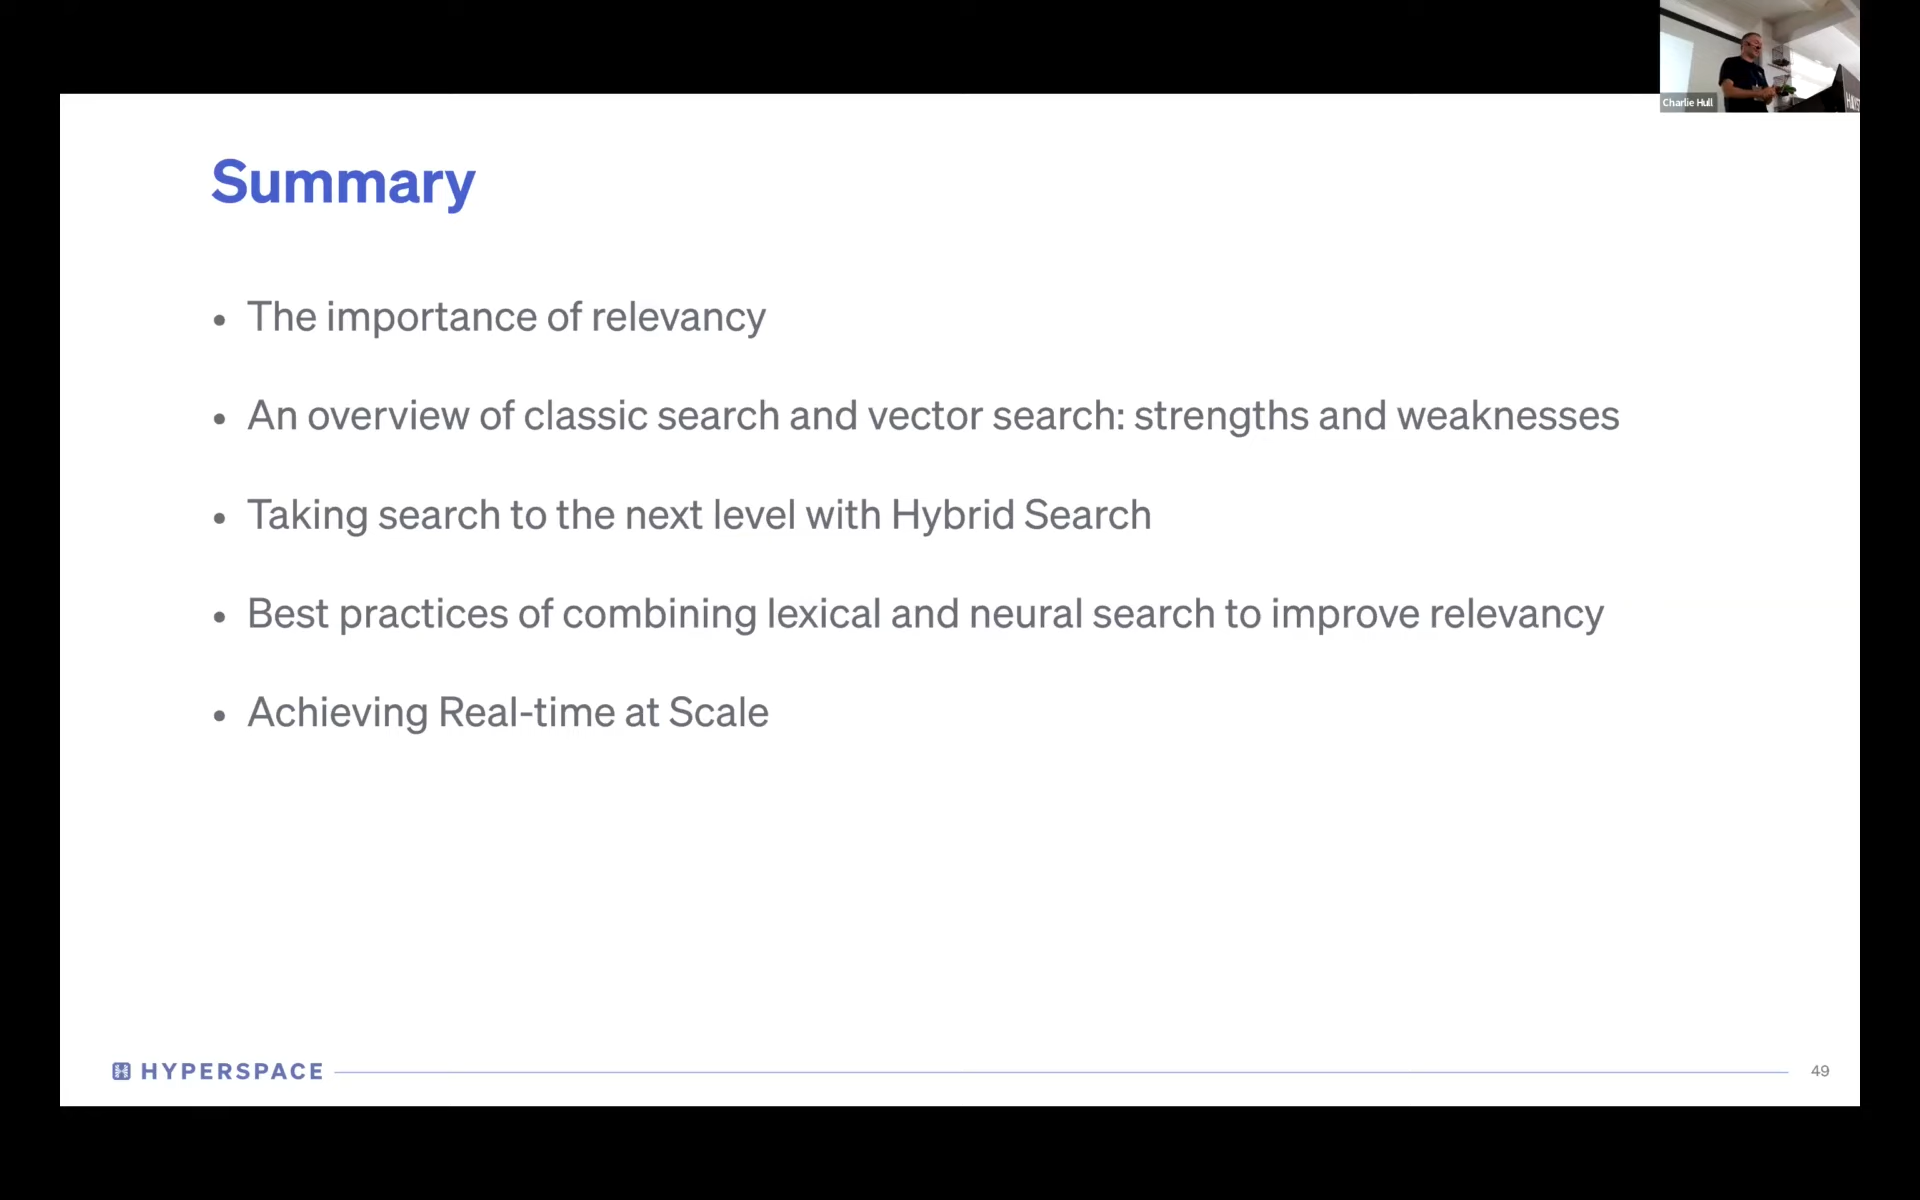 Charlie Hull
Summary
• The importance of relevancy
• An overview of classic search and vector search: strengths and weaknesses
• Taking search to the next level with Hybrid Search
• Best practices of combining lexical and neural search to improve relevancy
• Achieving Real-time at Scale
HYPERSPACE
49